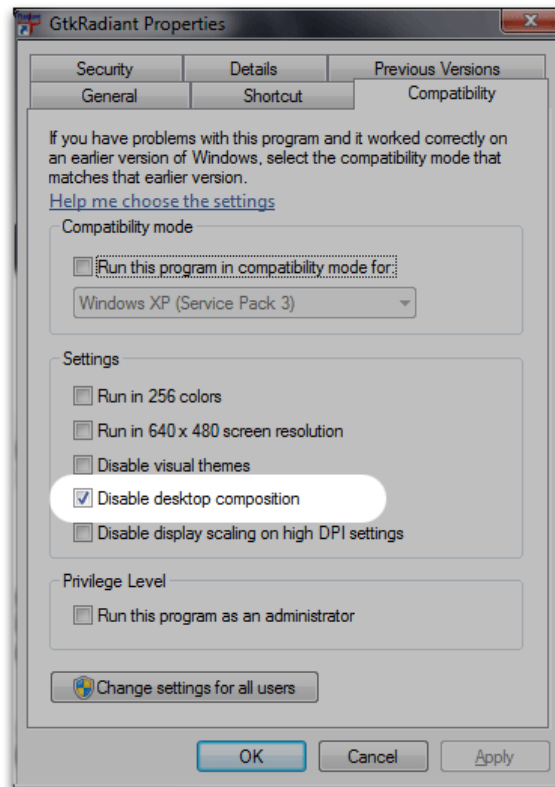 GtkRadiant Properties
Security Details Previous Versions
General Shortcut Compatibility
If you have problems with this program and it worked correctly on
an earlier version of Windows, select the compatibility mode that
matches that earlier version.
Help me choose the settings
Compatibility mode
Run this program in compatibility mode for:
Windows XP (Service Pack 3)
Settings
Run in 256 colors
Run in 640 x 480 screen resolution
Disable visual themes
Disable desktop composition
Disable display scaling on high DPI settings
Privilege Level
Run this program as an administrator
Change settings for all users
OK Cancel Apply